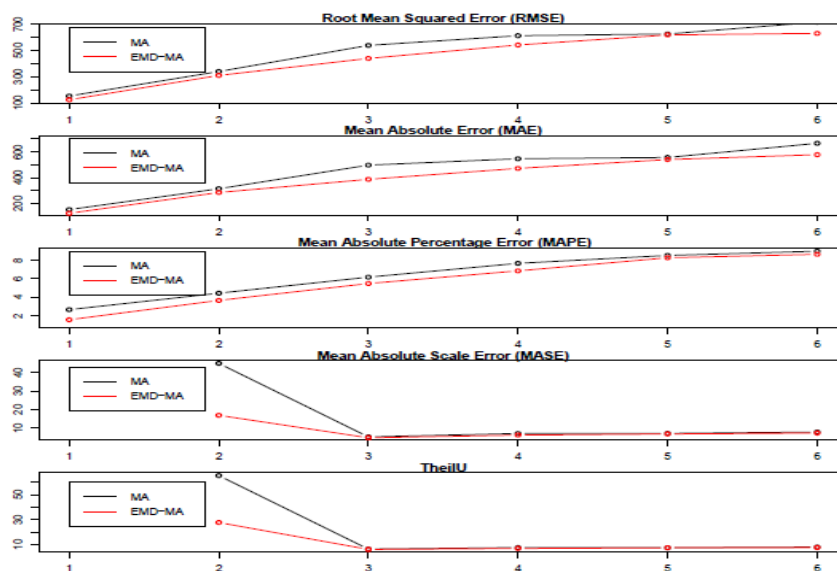 Root Mean Squared Error (RMSE)
700
500
300
100
MA
EMD-MA
1 2 3 4 5 6
Mean Absolute Error (MAE)
600
400
200
MA
EMD-MA
1 2 3 4 5 6
Mean Absolute Percentage Error (MAPE)
8
6
4
2
MA
EMD-MA
1 2 3 4 5 6
Mean Absolute Scale Error (MASE)
40
30
20
10
MA
EMD-MA
1 2 3 4 5 6
TheilU
50
30
10
MA
EMD-MA
1 2 3 4 5 6